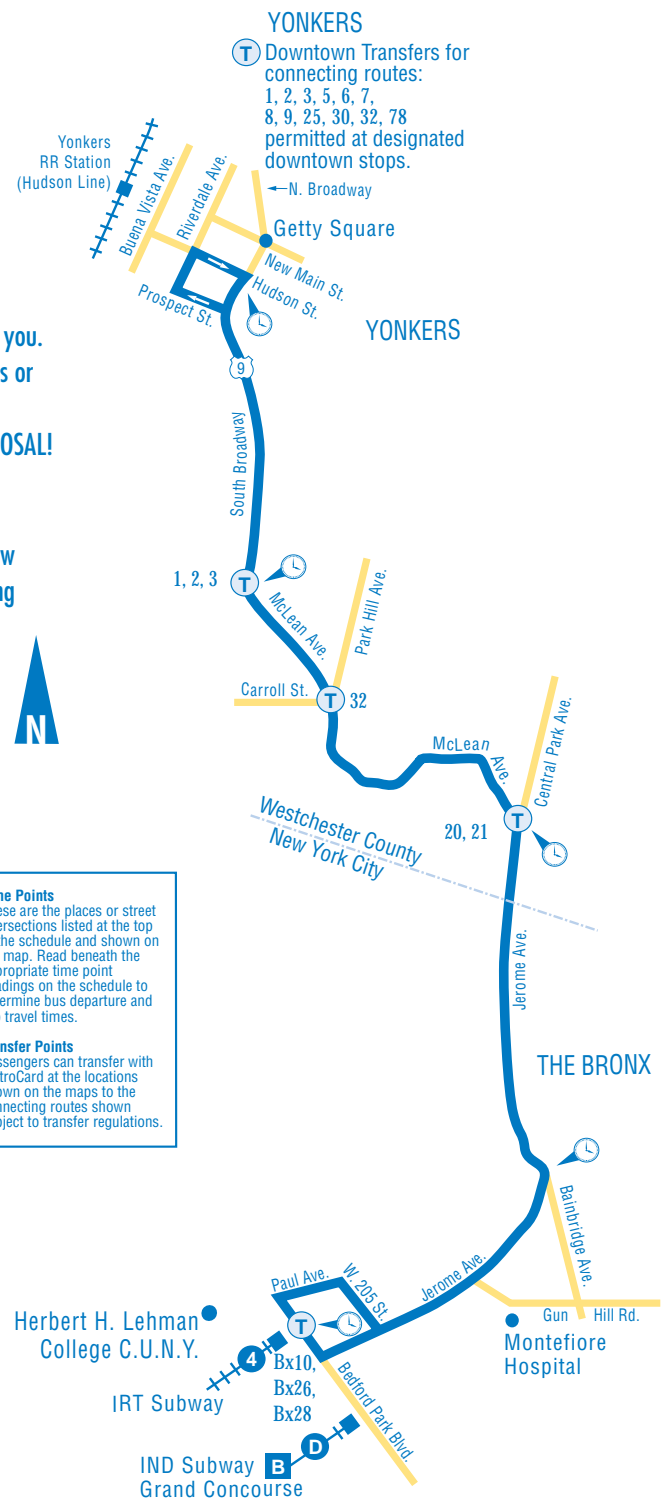 YONKERS
T Downtown Transfers for
connecting routes:
1, 2, 3, 5, 6, 7,
8, 9, 25, 30, 32, 78
permitted at designated
downtown stops.
Yonkers
RR Station
(Hudson Line)
Buena Vista Ave.
Riverdale Ave.
N. Broadway
Getty Square
New Main St.
Hudson St.
Prospect St.
YONKERS
you.
s or
OSAL!
9
South Broadway
w
ng
1, 2, 3
T
McLean Ave.
Park Hill Ave.
Carroll St.
T
32
N
McLean Ave.
Central Park Ave.
20, 21
T
Westchester County
New York City
Jerome Ave.
me Points
ese are the places or street
ersections listed at the top
the schedule and shown on
map. Read beneath the
propriate time point
adings on the schedule to
ermine bus departure and
travel times.
nsfer Points
ssengers can transfer with
troCard at the locations
own on the maps to the
nnecting routes shown
bject to transfer regulations.
THE BRONX
Bainbridge Ave.
Jerome Ave.
Gun Hill Rd.
Montefiore
Hospital
Paul Ave.
W. 205 St.
Herbert H. Lehman
College C.U.N.Y.
T
4
IRT Subway
Bx10,
Bx26,
Bx28
Bedford Park Blvd.
D
IND Subway B
Grand Concourse